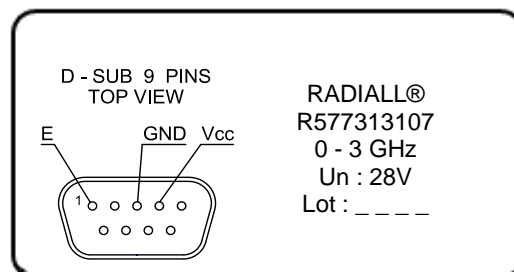 D - SUB 9 PINS
TOP VIEW
E GND Vcc
1
RADIALL®
R577313107
0 - 3 GHz
Un : 28V
Lot : _ _ _ _